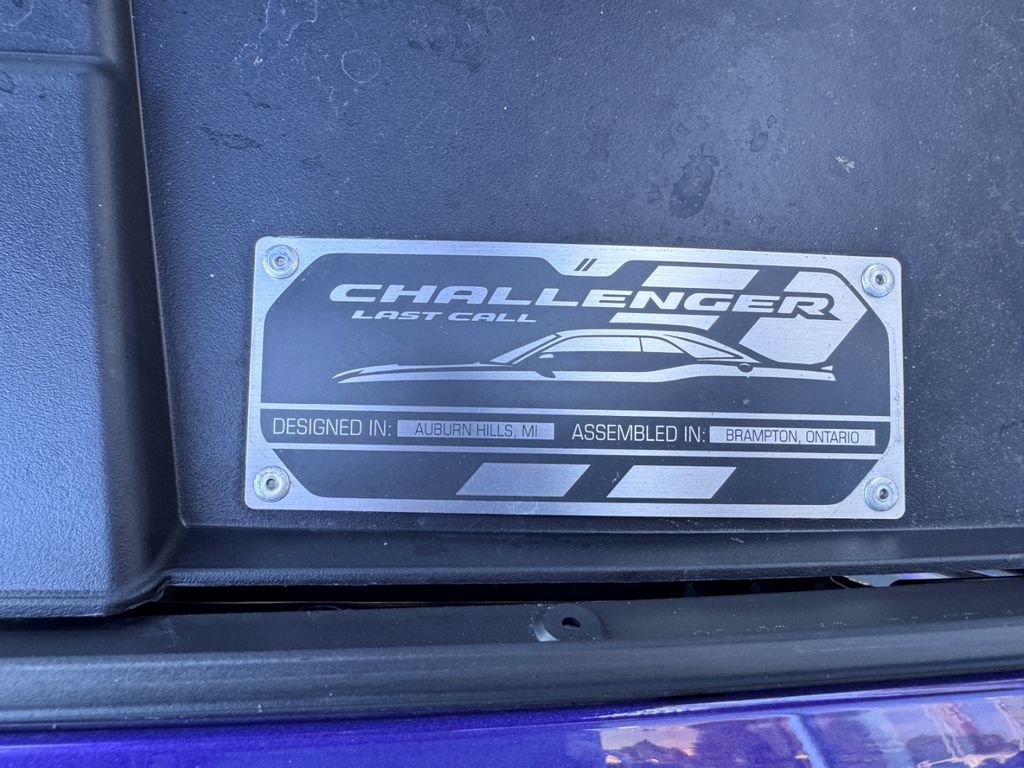 CHALLENGER
LAST CALL
DESIGNED IN: AUBURN HILLS, MI ASSEMBLED IN: BRAMPTON, ONTARIO